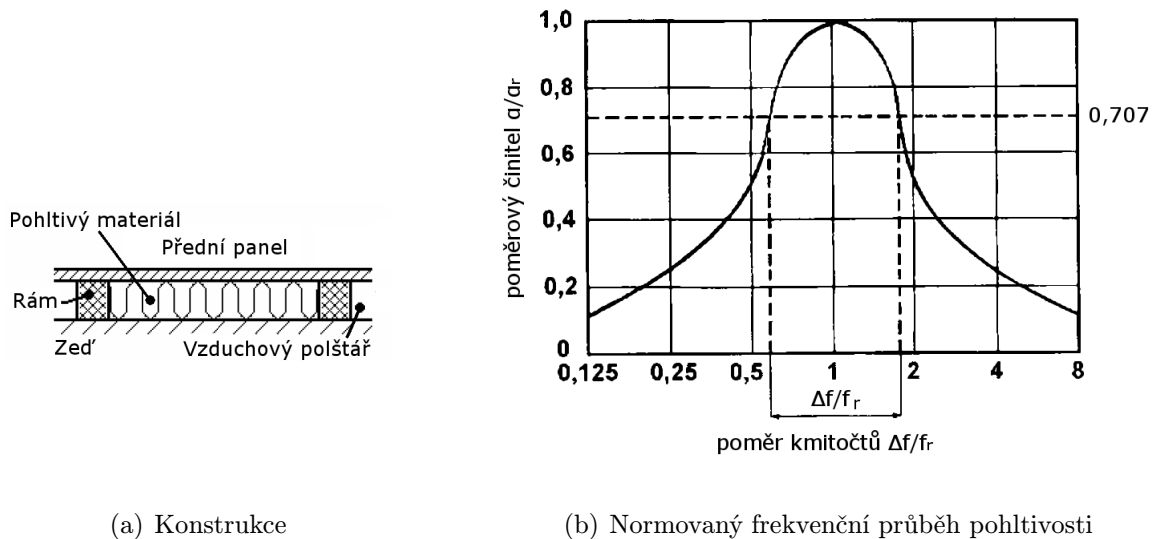 Pohltivý materiál
Přední panel
Rám
Zeď
Vzduchový polštář
(a) Konstrukce
poměrový činitel α/αr
1,0
0,8
0,6
0,4
0,2
0
0,707
0,125 0,25 0,5 1 2 4 8
Δf/fr
poměr kmitočtů Δf/fr
(b) Normovaný frekvenční průběh pohltivosti